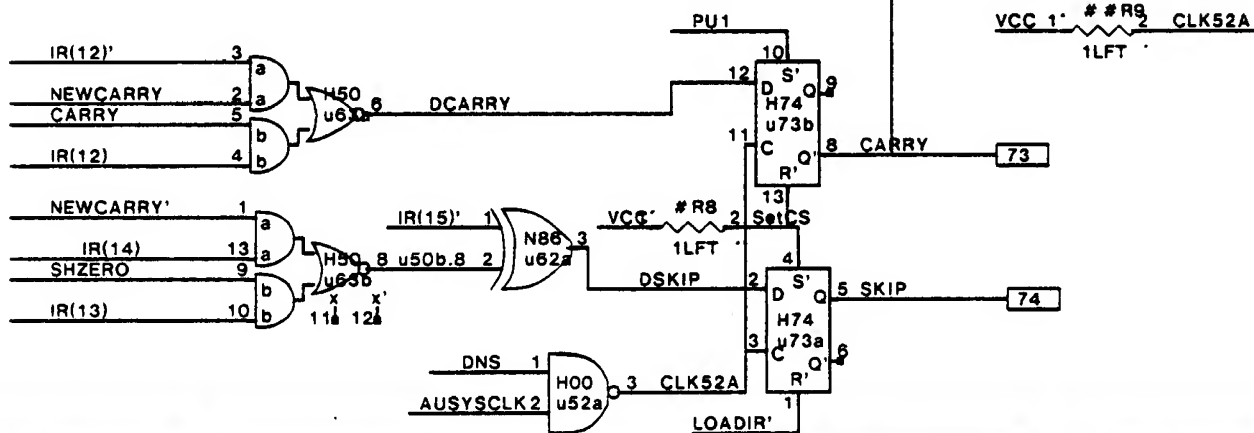 PU1
VCC 1' # #R9 2 CLK52A
1LFT
IR(12)' 3
a
NEWCARRY 2 a
H50
u63a
6 DCARRY
CARRY 5
b
IR(12) 4 b
10
12 D S' Q 9
H74
u73b
11 C
Q' 8 CARRY 73
R'
13
NEWCARRY' 1
a
IR(14) 13 a
H50
u63b
8 u50b.8
SHZERO 9
b
IR(13) 10 b
x x'
11 12
IR(15)' 1
N86
u62a
3
2
VCC1' #R8 2 SetCS
1LFT
4
DSKIP 2 D S' Q 5 SKIP 74
H74
u73a
3 C
Q' 6
R'
1
DNS 1
H00
u52a
3 CLK52A
AUSYSCLK 2
LOADIR'